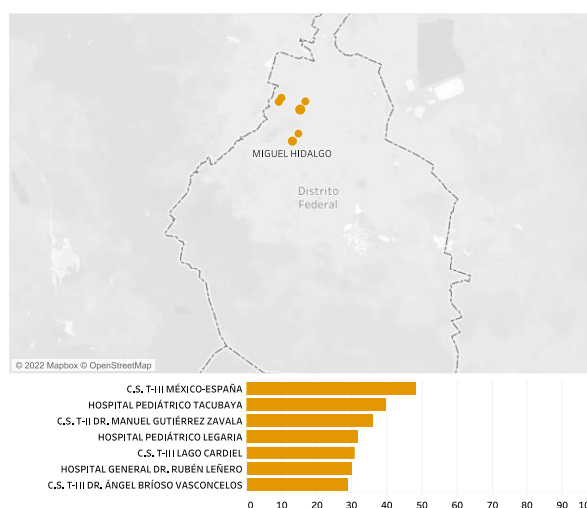 MIGUEL HIDALGO
Distrito
Federal
© 2022 Mapbox © OpenStreetMap
C.S. T-III MÉXICO-ESPAÑA
HOSPITAL PEDIÁTRICO TACUBAYA
C.S. T-II DR. MANUEL GUTIÉRREZ ZAVALA
HOSPITAL PEDIÁTRICO LEGARIA
C.S. T-III LAGO CARDIEL
HOSPITAL GENERAL DR. RUBÉN LEÑERO
C.S. T-III DR. ÁNGEL BRÍOSO VASCONCELOS
0 10 20 30 40 50 60 70 80 90